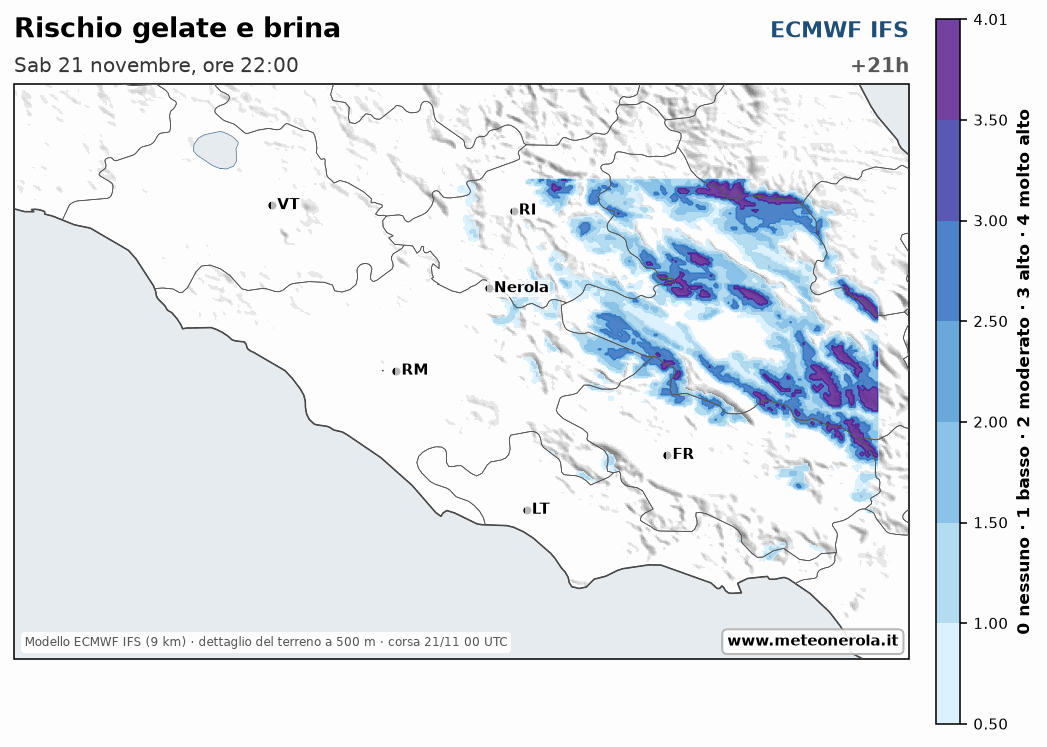 Rischio gelate e brina
ECMWF IFS
Sab 21 novembre, ore 22:00
+21h
VT
RI
Nerola
RM
FR
LT
Modello ECMWF IFS (9 km) · dettaglio del terreno a 500 m · corsa 21/11 00 UTC
www.meteonerola.it
4.01
3.50
3.00
2.50
2.00
1.50
1.00
0.50
0 nessuno · 1 basso · 2 moderato · 3 alto · 4 molto alto